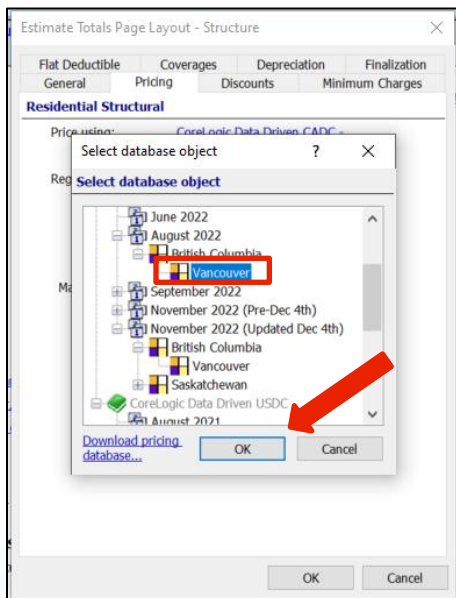 Estimate Totals Page Layout - Structure
Flat Deductible Coverages Depreciation Finalization
General Pricing Discounts Minimum Charges
Residential Structural
Price using: CoreLogic Data Driven CADC -
Select database object ?
Reg
Select database object
June 2022
August 2022
British Columbia
Vancouver
Ma
September 2022
November 2022 (Pre-Dec 4th)
November 2022 (Updated Dec 4th)
British Columbia
Vancouver
Saskatchewan
CoreLogic Data Driven USDC
August 2021
Download pricing
database...
OK Cancel
OK Cancel